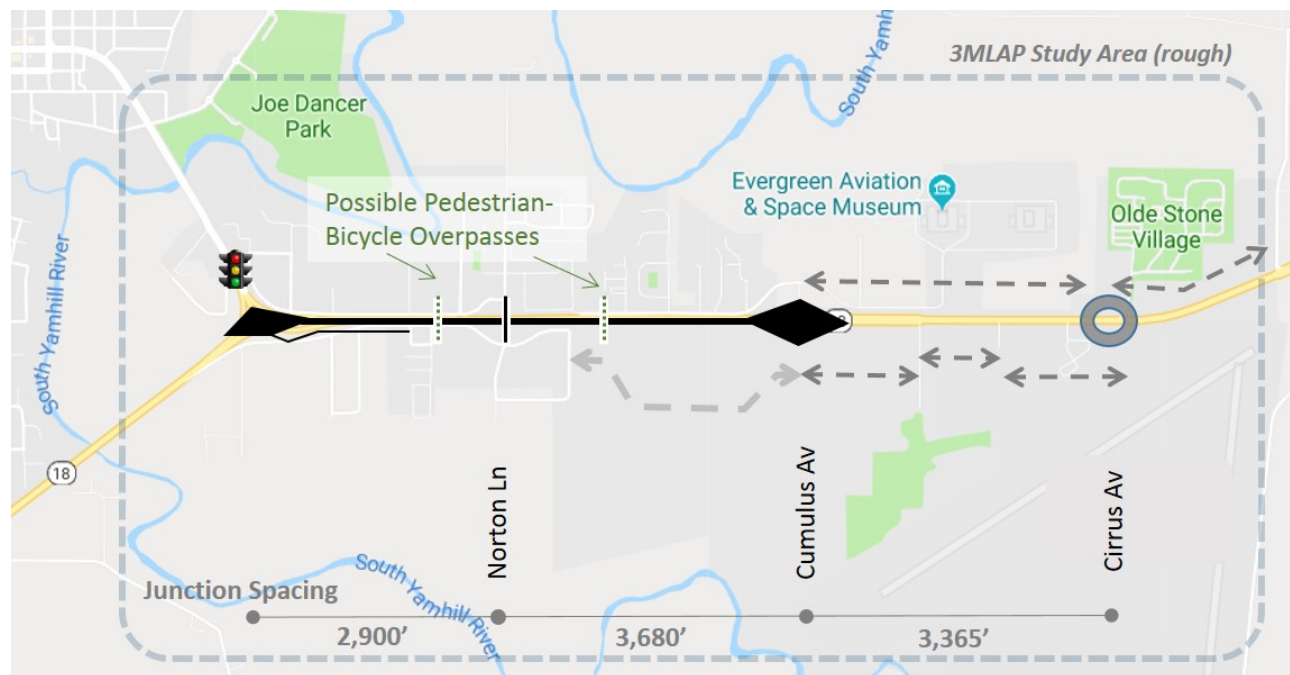 3MLAP Study Area (rough)
South Yamh
South Yamhill
Joe Dancer
Park
Possible Pedestrian-
Bicycle Overpasses
Evergreen Aviation
& Space Museum
Olde Stone
Village
South Yamhill River
18
Norton Ln
Cumulus Av
Cirrus Av
Junction Spacing
South Yamhill River
2,900'
3,680'
3,365'